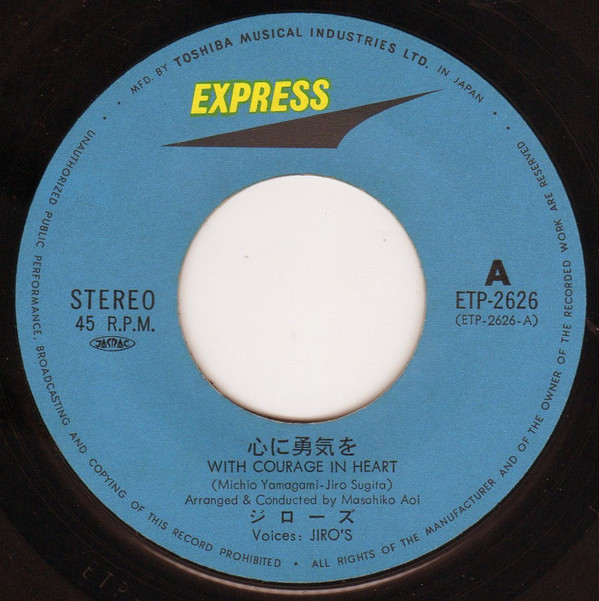 MFD. BY TOSHIBA MUSICAL INDUSTRIES LTD. IN JAPAN
EXPRESS
STEREO
45 R.P.M.
JASRAC
A
ETP-2626
(ETP-2626-A)
心に勇気を
WITH COURAGE IN HEART
(Michio Yamagami-Jiro Sugita)
Arranged & Conducted by Masahiko Aoi
ジローズ
Voices: JIRO'S
UNAUTHORIZED PUBLIC PERFORMANCE, BROADCASTING AND COPYING OF THIS RECORD PROHIBITED • ALL RIGHTS OF THE MANUFACTURER AND OF THE OWNER OF THE RECORDED WORK ARE RESERVED